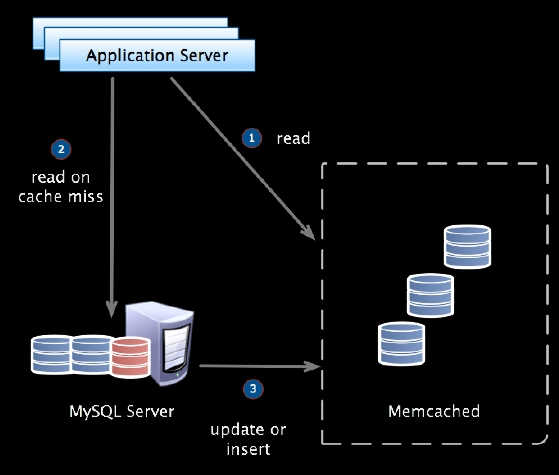 Application Server
1
read
2
read on
cache miss
MySQL Server
3
update or
insert
Memcached